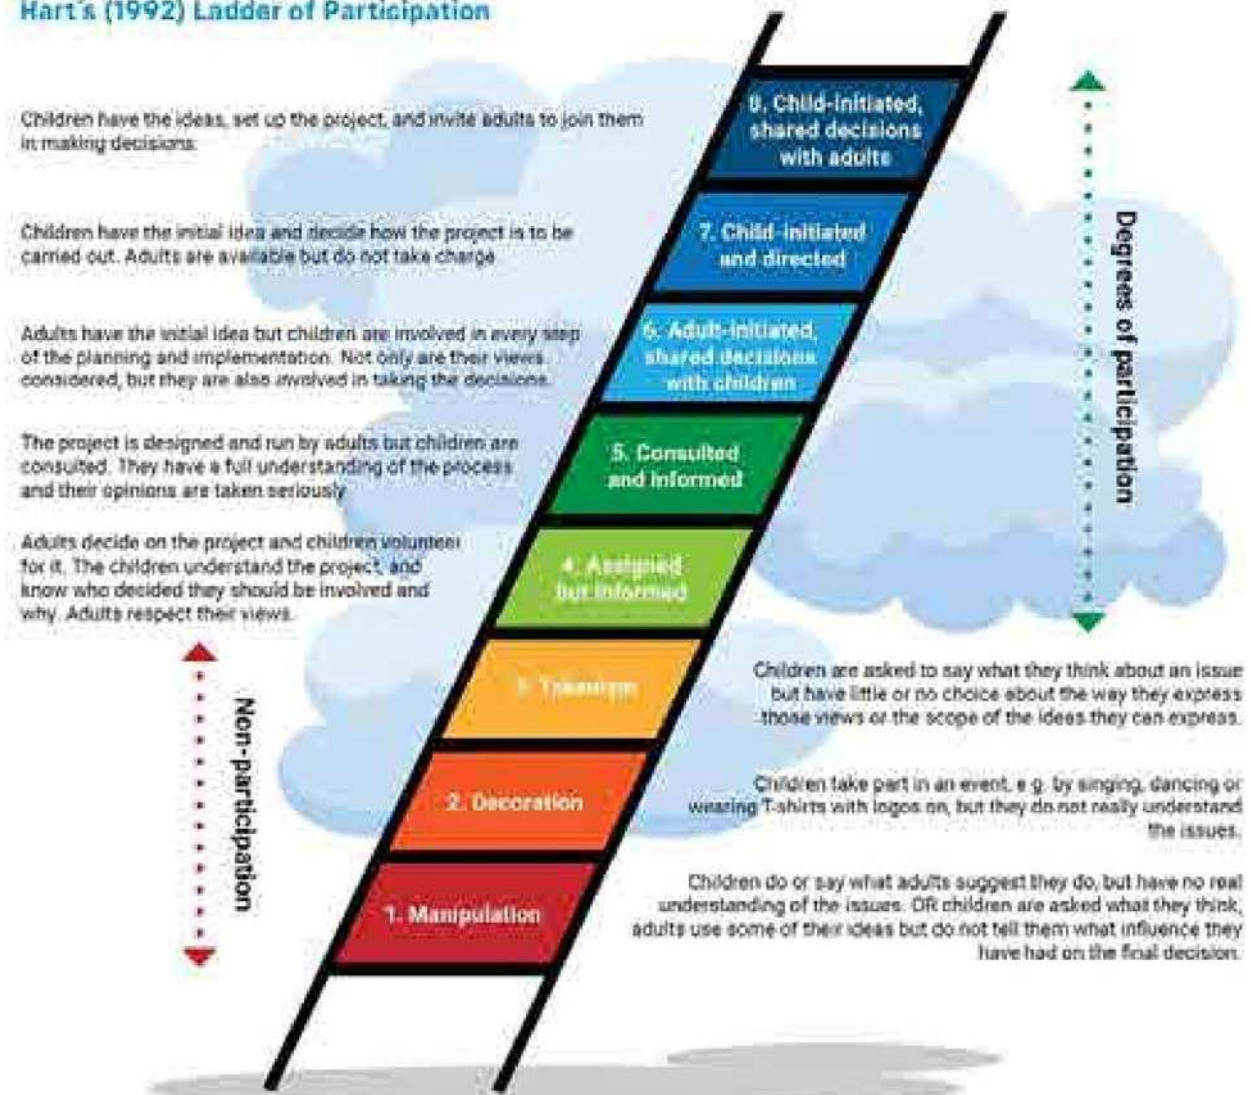 Hart's (1992) Ladder of Participation
Children have the ideas, set up the project, and invite adults to join them
in making decisions.
8. Child-initiated,
shared decisions
with adults
Children have the initial idea and decide how the project is to be
carried out. Adults are available but do not take charge
7. Child-initiated
and directed
Adults have the initial idea but children are involved in every step
of the planning and implementation. Not only are their views
considered, but they are also involved in taking the decisions.
6. Adult-initiated,
shared decisions
with children
The project is designed and run by adults but children are
consulted. They have a full understanding of the process
and their opinions are taken seriously
5. Consulted
and informed
Adults decide on the project and children volunteer
for it. The children understand the project, and
know who decided they should be involved and
why. Adults respect their views.
4. Assigned
but informed
Degrees of participation
3. Tokenism
Children are asked to say what they think about an issue
but have little or no choice about the way they express
those views or the scope of the ideas they can express.
2. Decoration
Children take part in an event, e.g. by singing, dancing or
wearing T-shirts with logos on, but they do not really understand
the issues.
1. Manipulation
Children do or say what adults suggest they do, but have no real
understanding of the issues. OR children are asked what they think,
adults use some of their ideas but do not tell them what influence they
have had on the final decision.
Non-participation